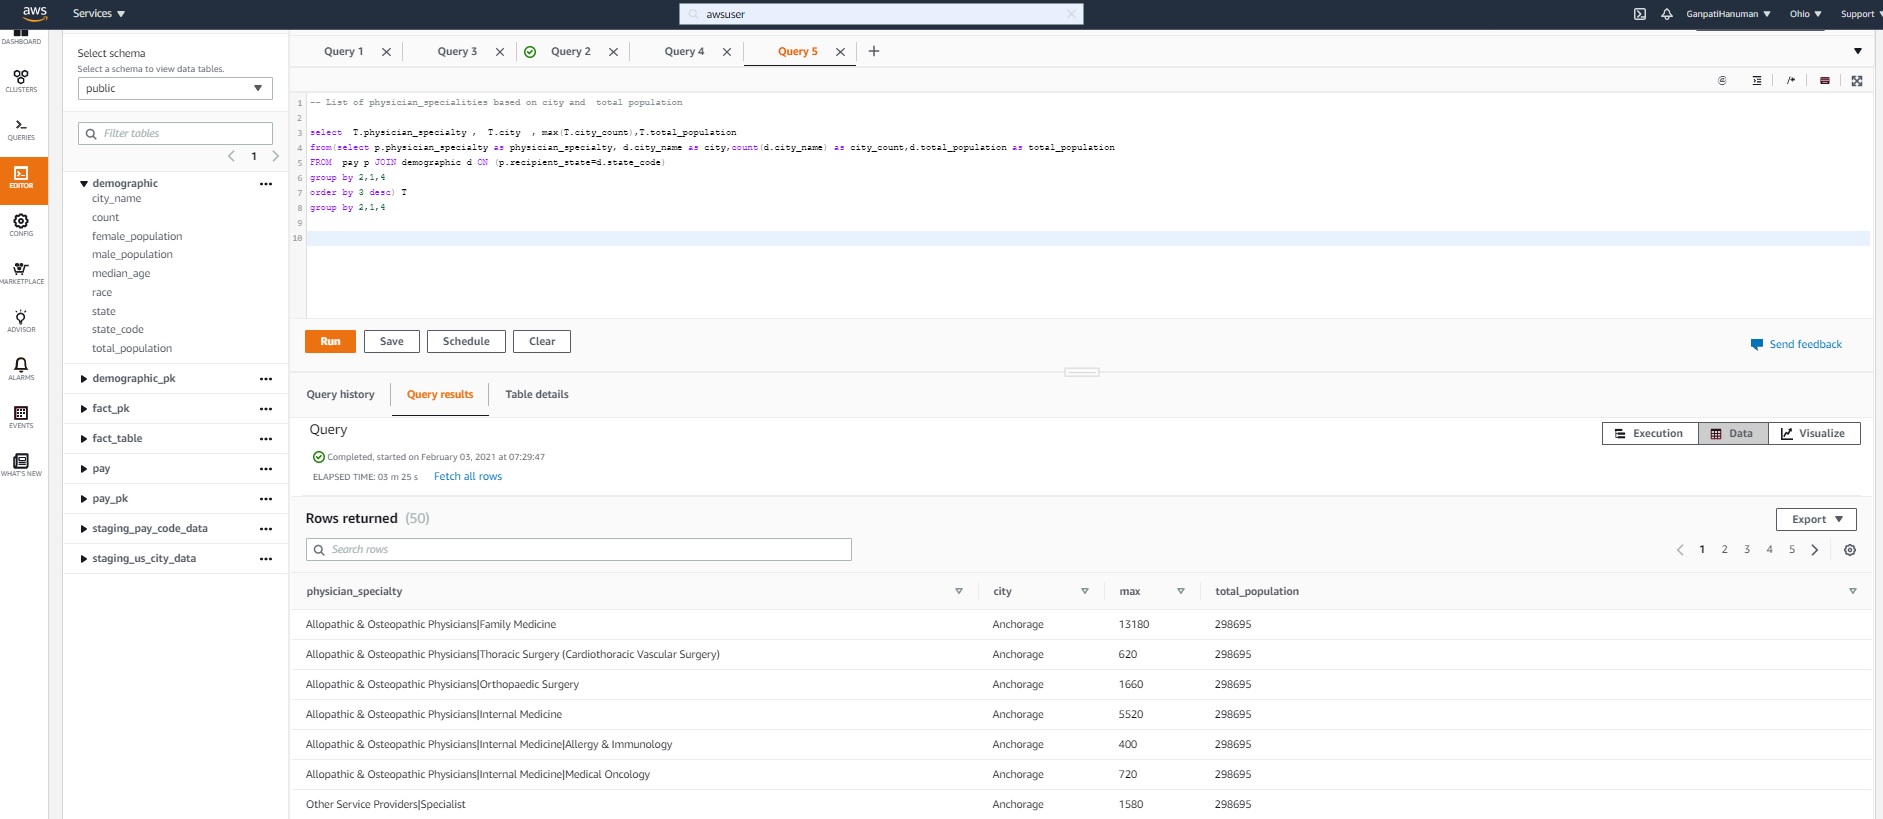 aws
Services
awsuser
GanpatiHanuman
Ohio
Support
DASHBOARD
CLUSTERS
QUERIES
EDITOR
CONFIG
MARKETPLACE
ADVISOR
ALARMS
EVENTS
WHAT'S NEW
Select schema
Select a schema to view data tables.
public
Filter tables
1
demographic
city_name
count
female_population
male_population
median_age
race
state
state_code
total_population
demographic_pk
fact_pk
fact_table
pay
pay_pk
staging_pay_code_data
staging_us_city_data
Query 1
Query 3
Query 2
Query 4
Query 5
1 -- List of physician_specialities based on city and  total population
2
3 select  T.physician_specialty ,  T.city  , max(T.city_count),T.total_population
4 from(select p.physician_specialty as physician_specialty, d.city_name as city,count(d.city_name) as city_count,d.total_population as total_population
5 FROM  pay p JOIN demographic d ON (p.recipient_state=d.state_code)
6 group by 2,1,4
7 order by 3 desc) T
8 group by 2,1,4
9
10
Run
Save
Schedule
Clear
Send feedback
Query history
Query results
Table details
Query
Execution
Data
Visualize
Completed, started on February 03, 2021 at 07:29:47
ELAPSED TIME: 03 m 25 s
Fetch all rows
Rows returned (50)
Export
Search rows
1 2 3 4 5
physician_specialty city max total_population
Allopathic & Osteopathic Physicians|Family Medicine Anchorage 13180 298695
Allopathic & Osteopathic Physicians|Thoracic Surgery (Cardiothoracic Vascular Surgery) Anchorage 620 298695
Allopathic & Osteopathic Physicians|Orthopaedic Surgery Anchorage 1660 298695
Allopathic & Osteopathic Physicians|Internal Medicine Anchorage 5520 298695
Allopathic & Osteopathic Physicians|Internal Medicine|Allergy & Immunology Anchorage 400 298695
Allopathic & Osteopathic Physicians|Internal Medicine|Medical Oncology Anchorage 720 298695
Other Service Providers|Specialist Anchorage 1580 298695